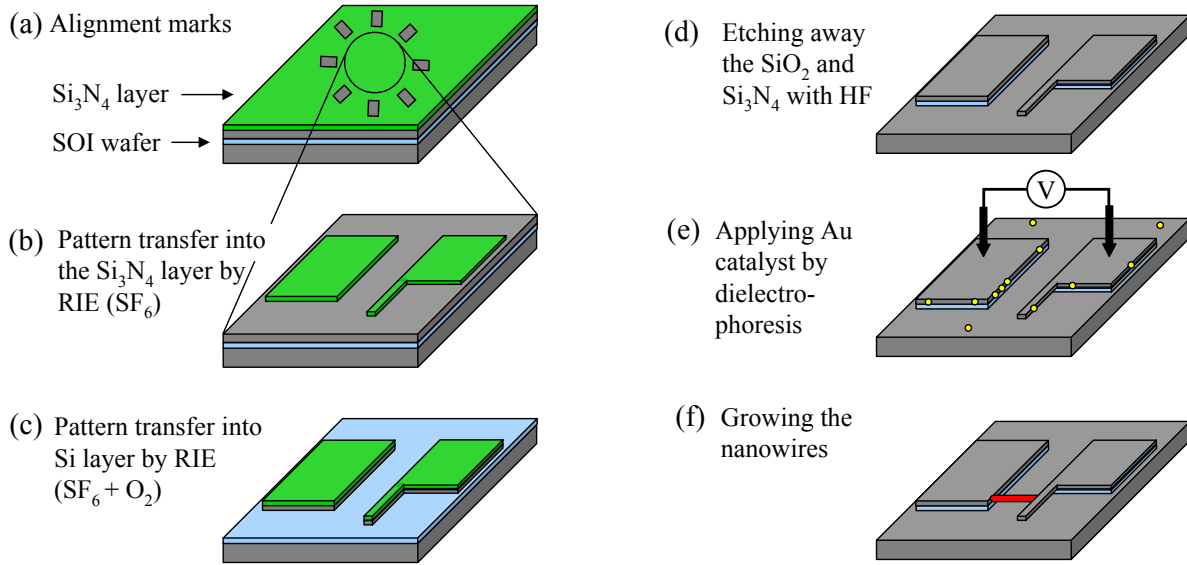 (a) Alignment marks
Si₃N₄ layer
SOI wafer
(b) Pattern transfer into
the Si₃N₄ layer by
RIE (SF₆)
(c) Pattern transfer into
Si layer by RIE
(SF₆ + O₂)
(d) Etching away
the SiO₂ and
Si₃N₄ with HF
V
(e) Applying Au
catalyst by
dielectro-
phoresis
(f) Growing the
nanowires